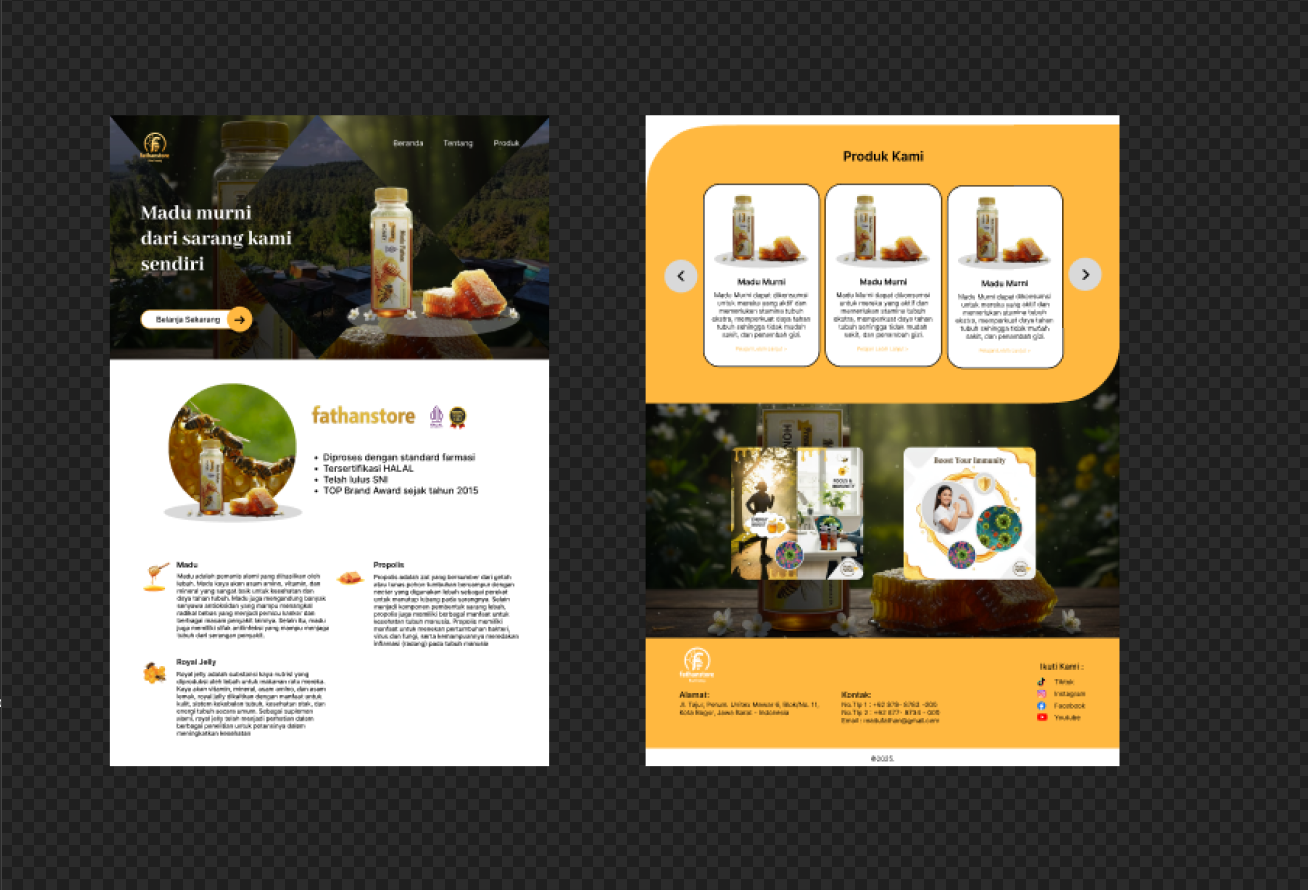 fathanstore
Beranda
Tentang
Produk
Madu murni
dari sarang kami
sendiri
Belanja Sekarang
fathanstore
HALAL
Diproses dengan standard farmasi
Tersertifikasi HALAL
Telah lulus SNI
TOP Brand Award sejak tahun 2015
Madu
Madu adalah pemanis alami yang dihasilkan oleh
lebah. Madu kaya akan asam amino, vitamin, dan
mineral yang sangat baik untuk kesehatan dan
daya tahan tubuh. Madu juga mengandung banyak
senyawa antioksidan yang mampu menangkal
radikal bebas yang menjadi pemicu kanker dan
berbagai macam penyakit lainnya. Selain itu, madu
juga memiliki sifat antiinfeksi yang mampu menjaga
tubuh dari serangan penyakit.
Propolis
Propolis adalah zat yang bersumber dari getah
atau tunas pohon tumbuhan bercampur dengan
nectar yang digunakan lebah sebagai perekat
untuk menutup lubang pada sarangnya. Selain
menjadi komponen pembentuk sarang lebah,
propolis juga memiliki berbagai manfaat untuk
kesehatan tubuh manusia. Propolis memiliki
manfaat untuk menekan pertumbuhan bakteri,
virus dan fungi, serta kemampuannya meredakan
inflamasi (radang) pada tubuh manusia
Royal Jelly
Royal jelly adalah substansi kaya nutrisi yang
diproduksi oleh lebah untuk makanan ratu mereka.
Kaya akan vitamin, mineral, asam amino, dan asam
lemak, royal jelly dikaitkan dengan manfaat untuk
kulit, sistem kekebalan tubuh, kesehatan otak, dan
energi tubuh secara umum. Sebagai suplemen
alami, royal jelly telah menjadi perhatian dalam
berbagai penelitian untuk potensinya dalam
meningkatkan kesehatan
Produk Kami
Madu Murni
Madu Murni dapat dikonsumsi
untuk mereka yang aktif dan
memerlukan stamina tubuh
ekstra, memperkuat daya tahan
tubuh sehingga tidak mudah
sakit, dan penambah gizi.
Madu Murni
Madu Murni dapat dikonsumsi
untuk mereka yang aktif dan
memerlukan stamina tubuh
ekstra, memperkuat daya tahan
tubuh sehingga tidak mudah
sakit, dan penambah gizi.
Madu Murni
Madu Murni dapat dikonsumsi
untuk mereka yang aktif dan
memerlukan stamina tubuh
ekstra, memperkuat daya tahan
tubuh sehingga tidak mudah
sakit, dan penambah gizi.
HON
FOCUS &
IMMUNITY
ENERGY
BOOST
Boost Your Immunity
fathanstore
Alamat:
Jl. Tajur, Perum. Unitex Mawar 6, Blok/No. 11,
Kota Bogor, Jawa Barat - Indonesia
Kontak:
No.Tlp 1 : +62
No.Tlp 2 : +62
Email : madufathan@gmail.com
Ikuti Kami :
Tiktok
Instagram
Facebook
Youtube
©2025.